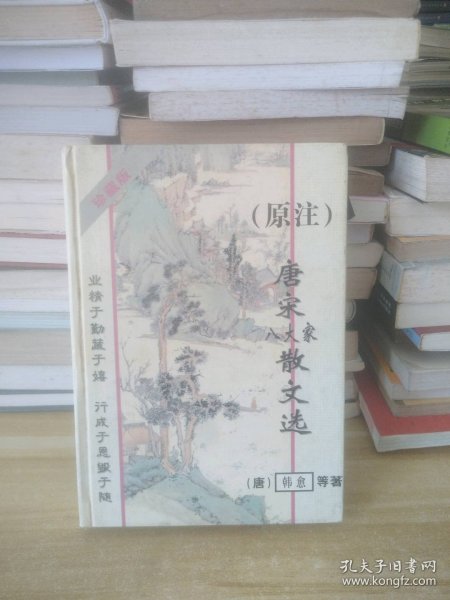 珍藏版
(原注)
唐宋
八大家
散文选
(唐) 韩愈 等著
业精于勤荒于嬉
行成于思毁于随
孔夫子旧书网
www.kongfz.com